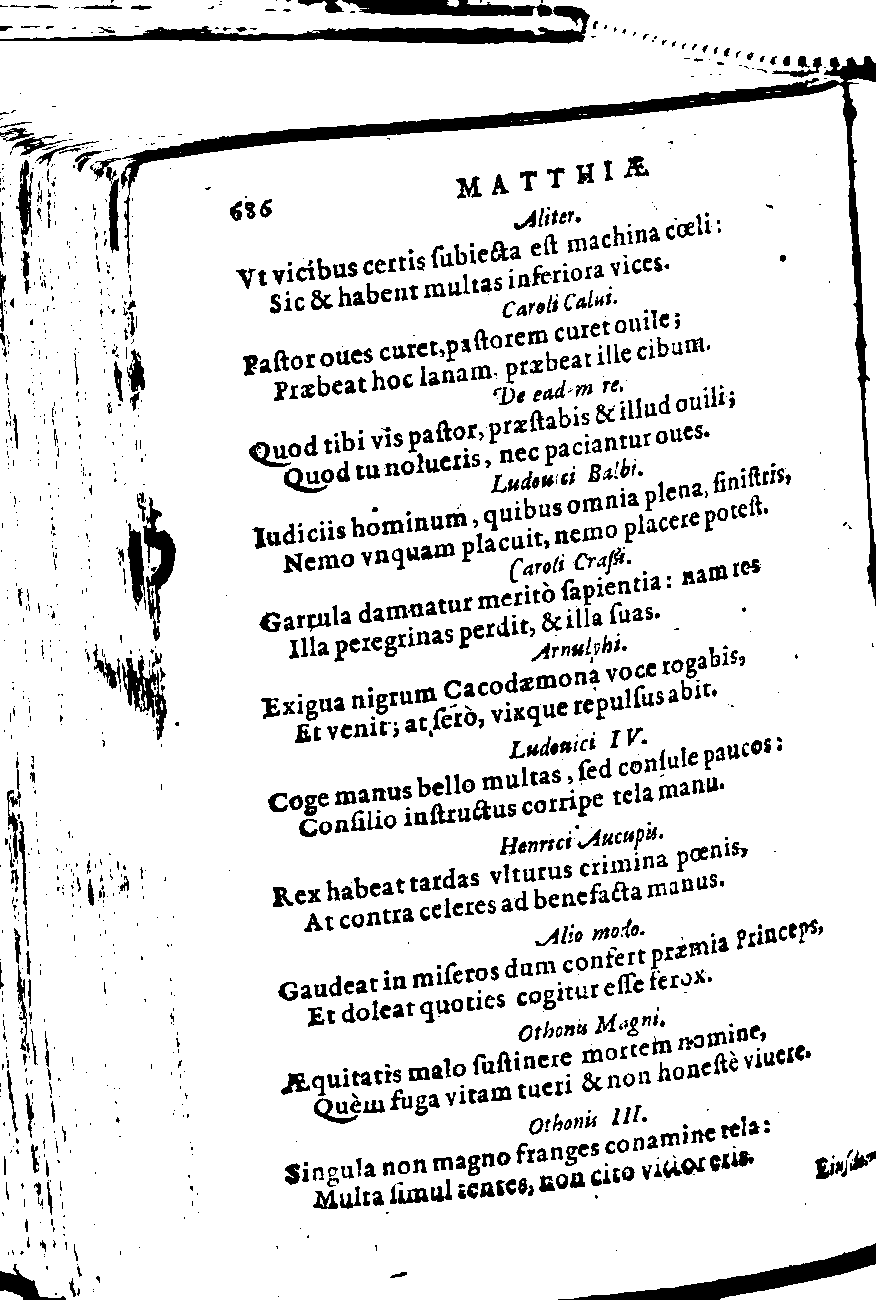 686
MATTHIÆ
Aliter.
Vt vicibus certis ſubiecta eſt machina cœli:
Sic & habent multas inferiora vices.
Caroli Calui.
Paſtor oues curet, paſtorem curet ouile;
Præbeat hoc lanam, præbeat ille cibum.
De eadem re.
Quod tibi vis paſtor, præſtabis & illud ouili;
Quod tu nolueris, nec paciantur oues.
Ludouici Balbi.
Iudiciis hominum, quibus omnia plena, ſiniſtris,
Nemo vnquam placuit, nemo placere poteſt.
Caroli Craſſi.
Garrula damnatur meritò ſapientia: nam res
Illa peregrinas perdit, & illa ſuas.
Arnulphi.
Exigua nigrum Cacodæmona voce rogabis,
Et venit; at ſerò, vixque repulſus abit.
Ludouici IV.
Coge manus bello multas, ſed conſule paucos:
Conſilio inſtructus corripe tela manu.
Henrici Aucupis.
Rex habeat tardas vlturus crimina pœnis,
At contra celeres ad benefacta manus.
Alio modo.
Gaudeat in miſeros dum confert præmia Princeps,
Et doleat quoties cogitur eſſe ferox.
Othonis Magni.
Æquitatis malo ſuſtinere mortem nomine,
Quèm fuga vitam tueri & non honeſtè viuere.
Othonis III.
Singula non magno franges conamine tela:
Multa ſimul tentes, non cito victor eris.
Eiuſdem